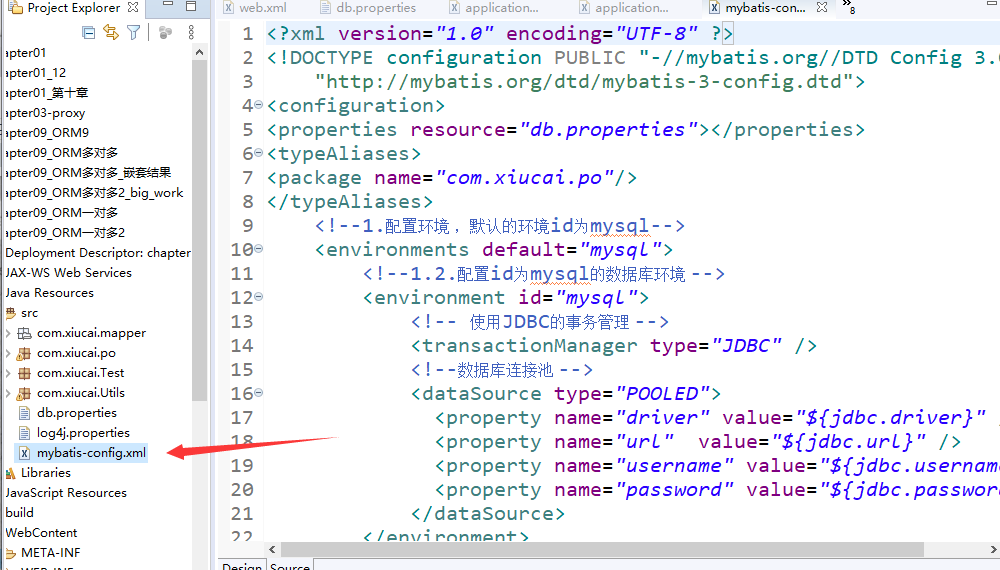 Project Explorer
apter01
apter01_12
apter01_第十章
apter03-proxy
apter09_ORM9
apter09_ORM多对多
apter09_ORM多对多_嵌套结果
apter09_ORM多对多2_big_work
apter09_ORM一对多
apter09_ORM一对多2
Deployment Descriptor: chapter
JAX-WS Web Services
Java Resources
src
com.xiucai.mapper
com.xiucai.po
com.xiucai.Test
com.xiucai.Utils
db.properties
log4j.properties
mybatis-config.xml
Libraries
JavaScript Resources
build
WebContent
META-INF
WEB-INF
web.xml
db.properties
application...
application...
mybatis-con...
»8
1 <?xml version="1.0" encoding="UTF-8" ?>
2 <!DOCTYPE configuration PUBLIC "-//mybatis.org//DTD Config 3.0
3 "http://mybatis.org/dtd/mybatis-3-config.dtd">
4 <configuration>
5 <properties resource="db.properties"></properties>
6 <typeAliases>
7 <package name="com.xiucai.po"/>
8 </typeAliases>
9 <!--1.配置环境，默认的环境id为mysql-->
10 <environments default="mysql">
11 <!--1.2.配置id为mysql的数据库环境 -->
12 <environment id="mysql">
13 <!-- 使用JDBC的事务管理 -->
14 <transactionManager type="JDBC" />
15 <!--数据库连接池 -->
16 <dataSource type="POOLED">
17 <property name="driver" value="${jdbc.driver}" /
18 <property name="url" value="${jdbc.url}" />
19 <property name="username" value="${jdbc.username
20 <property name="password" value="${jdbc.password
21 </dataSource>
22 </environment>
Design Source